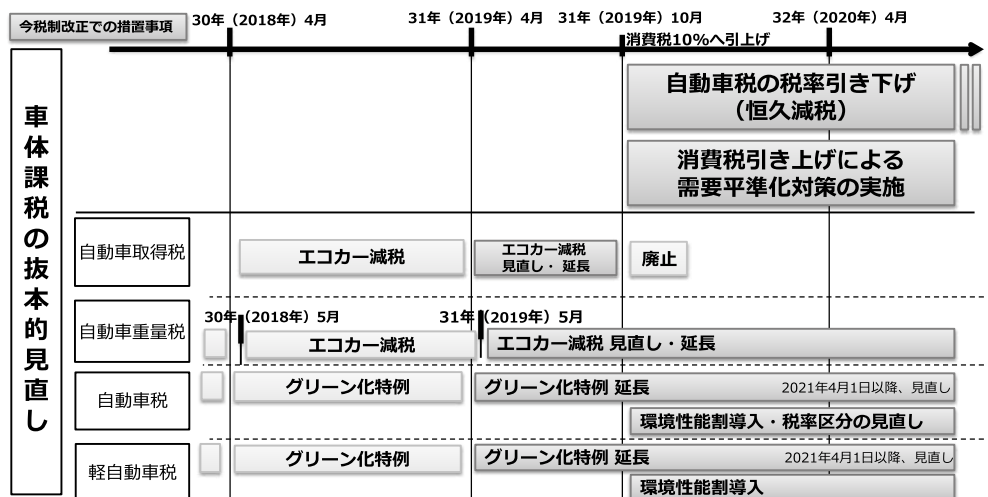 今税制改正での措置事項
30年（2018年）4月
31年（2019年）4月
31年（2019年）10月
32年（2020年）4月
消費税10%へ引上げ
車体課税の抜本的見直し
自動車税の税率引き下げ
（恒久減税）
消費税引き上げによる
需要平準化対策の実施
自動車取得税
エコカー減税
エコカー減税
見直し・ 延長
廃止
30年（2018年）5月
31年（2019年）5月
自動車重量税
エコカー減税
エコカー減税 見直し・延長
自動車税
グリーン化特例
グリーン化特例 延長
2021年4月1日以降、見直し
環境性能割導入・税率区分の見直し
軽自動車税
グリーン化特例
グリーン化特例 延長
2021年4月1日以降、見直し
環境性能割導入